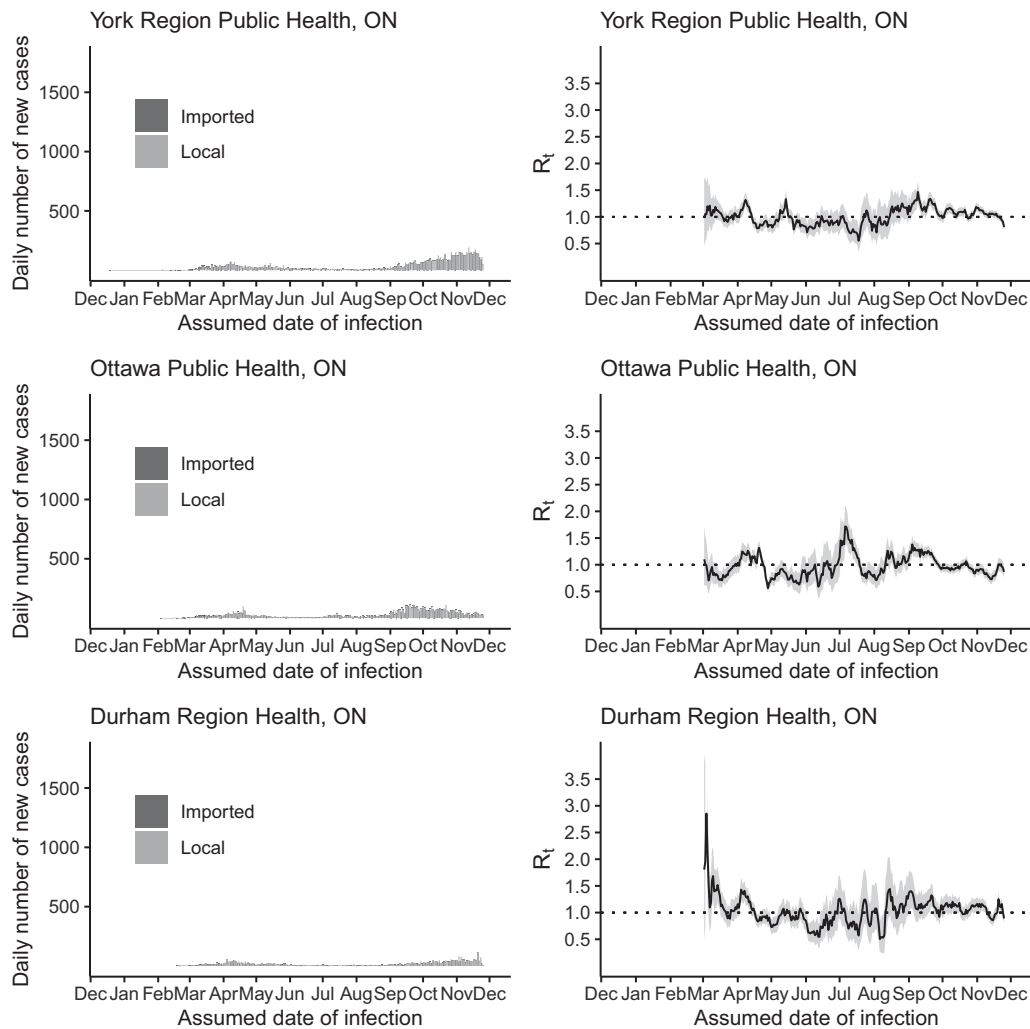 York Region Public Health, ON
Daily number of new cases
1500
1000
500
Imported
Local
Dec Jan Feb Mar Apr May Jun Jul Aug Sep Oct Nov Dec
Assumed date of infection
York Region Public Health, ON
Rt
3.5
3.0
2.5
2.0
1.5
1.0
0.5
Dec Jan Feb Mar Apr May Jun Jul Aug Sep Oct Nov Dec
Assumed date of infection
Ottawa Public Health, ON
Daily number of new cases
1500
1000
500
Imported
Local
Dec Jan Feb Mar Apr May Jun Jul Aug Sep Oct Nov Dec
Assumed date of infection
Ottawa Public Health, ON
Rt
3.5
3.0
2.5
2.0
1.5
1.0
0.5
Dec Jan Feb Mar Apr May Jun Jul Aug Sep Oct Nov Dec
Assumed date of infection
Durham Region Health, ON
Daily number of new cases
1500
1000
500
Imported
Local
Dec Jan Feb Mar Apr May Jun Jul Aug Sep Oct Nov Dec
Assumed date of infection
Durham Region Health, ON
Rt
3.5
3.0
2.5
2.0
1.5
1.0
0.5
Dec Jan Feb Mar Apr May Jun Jul Aug Sep Oct Nov Dec
Assumed date of infection